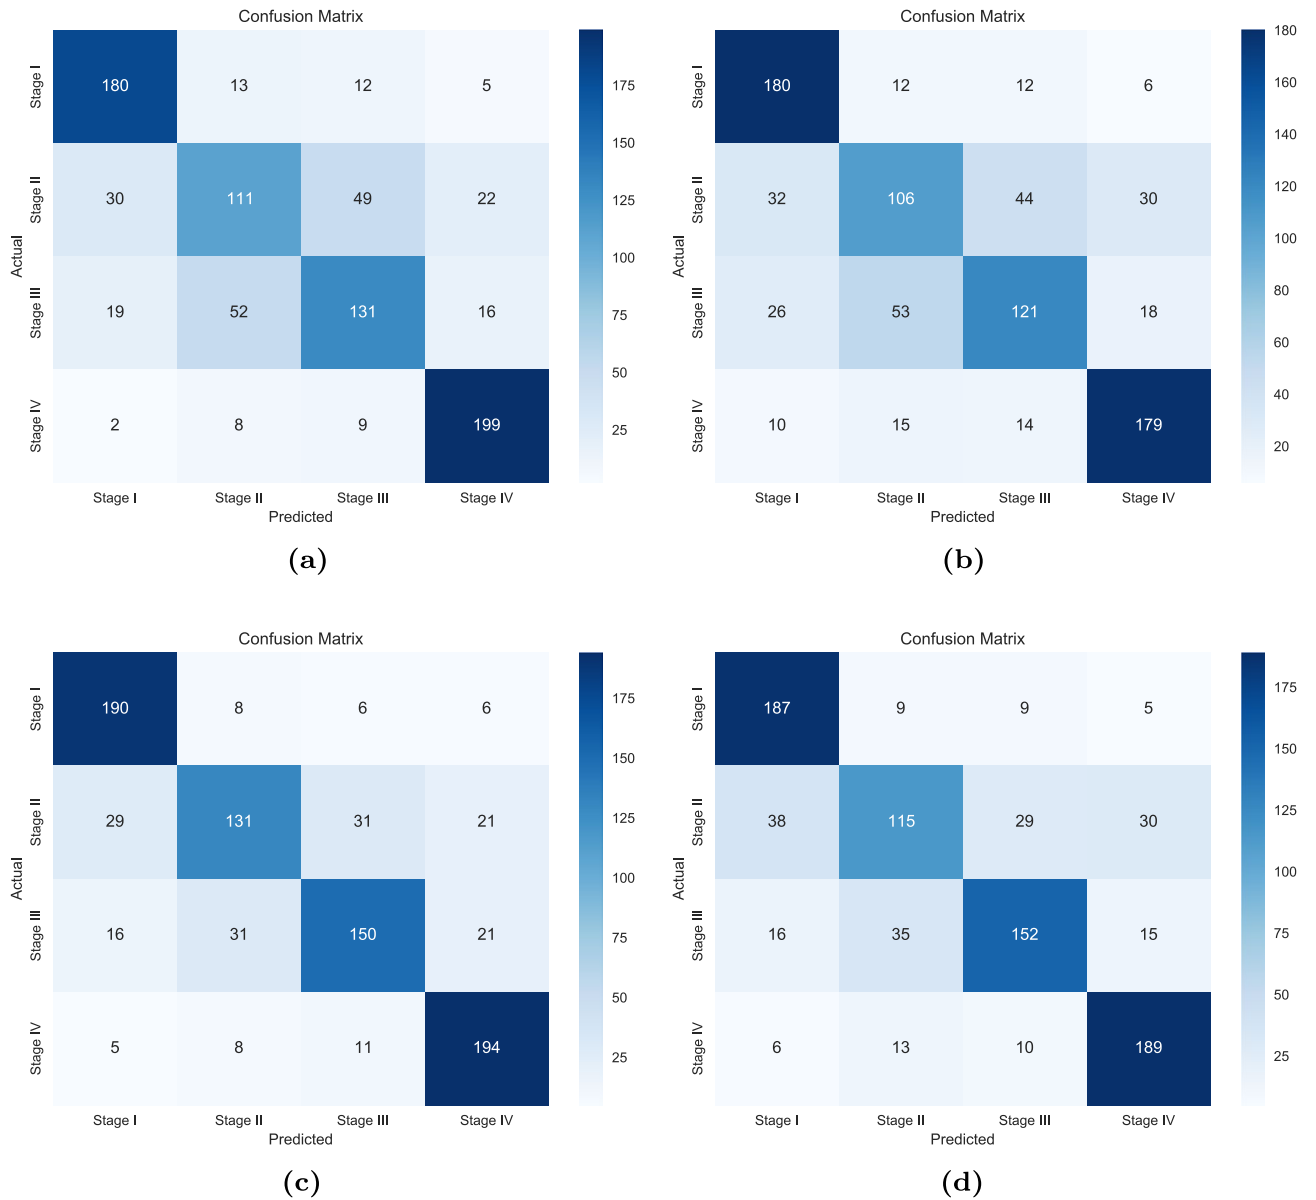 Confusion Matrix
Stage I 180 13 12 5 175
Stage II 30 111 49 22 150
Stage III 19 52 131 16 125
Stage IV 2 8 9 199 100
75
50
25
Actual
Stage I Stage II Stage III Stage IV
Predicted
(a)
Confusion Matrix
Stage I 180 12 12 6 180
Stage II 32 106 44 30 160
Stage III 26 53 121 18 140
Stage IV 10 15 14 179 120
100
80
60
40
20
Actual
Stage I Stage II Stage III Stage IV
Predicted
(b)
Confusion Matrix
Stage I 190 8 6 6 175
Stage II 29 131 31 21 150
Stage III 16 31 150 21 125
Stage IV 5 8 11 194 100
75
50
25
Actual
Stage I Stage II Stage III Stage IV
Predicted
(c)
Confusion Matrix
Stage I 187 9 9 5 175
Stage II 38 115 29 30 150
Stage III 16 35 152 15 125
Stage IV 6 13 10 189 100
75
50
25
Actual
Stage I Stage II Stage III Stage IV
Predicted
(d)